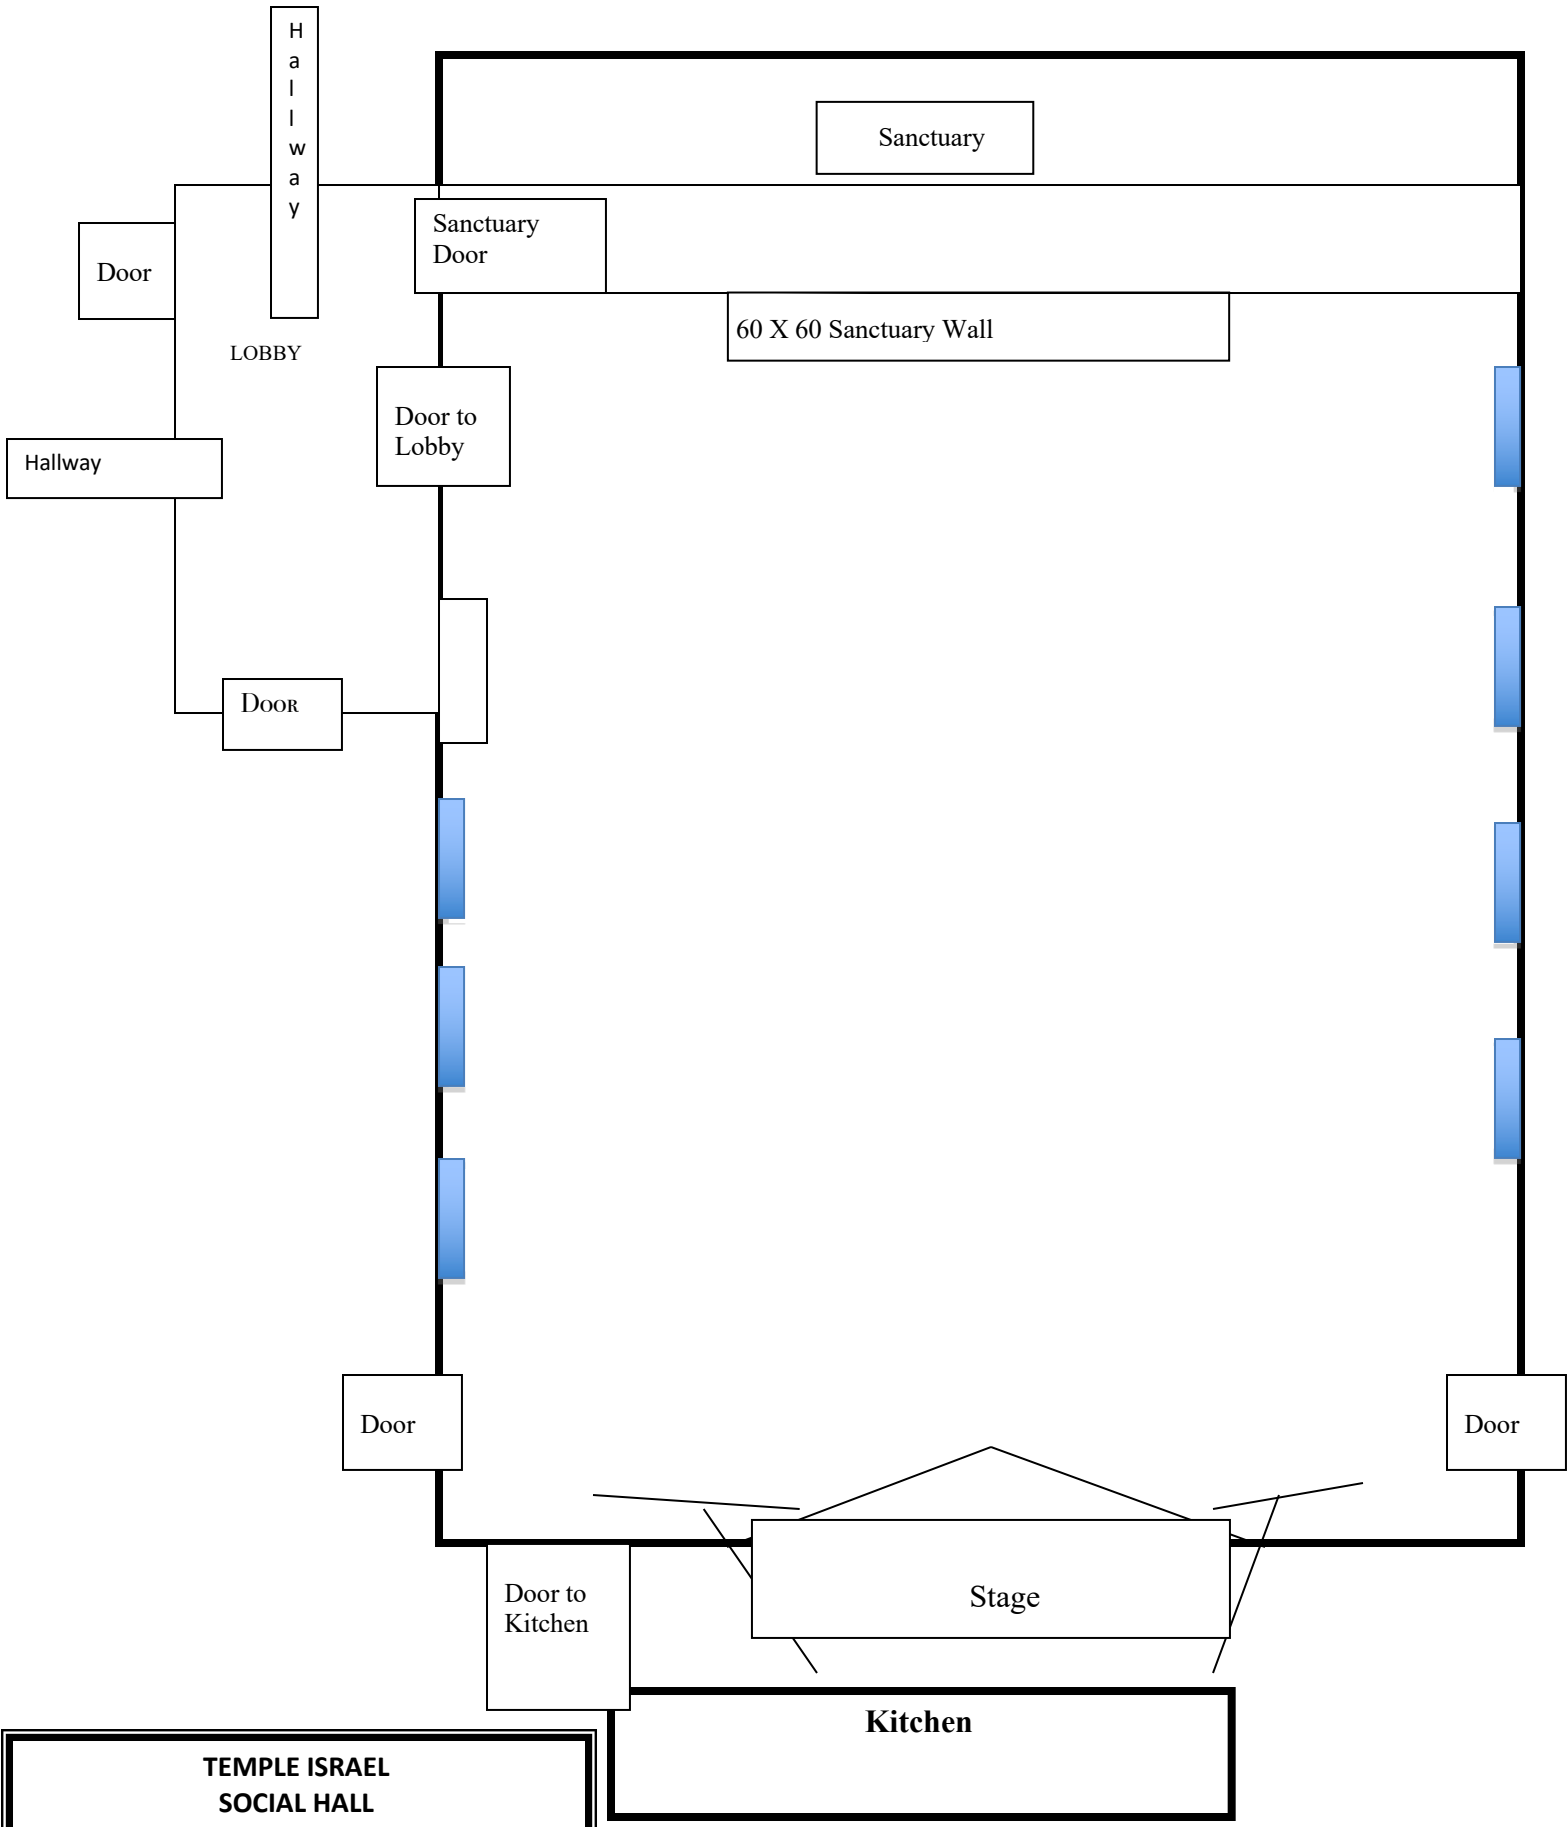 Hallway
Sanctuary
Sanctuary
Door
Door
60 X 60 Sanctuary Wall
LOBBY
Door to
Lobby
Hallway
DOOR
Door
Door
Door to
Kitchen
Stage
Kitchen
TEMPLE ISRAEL
SOCIAL HALL